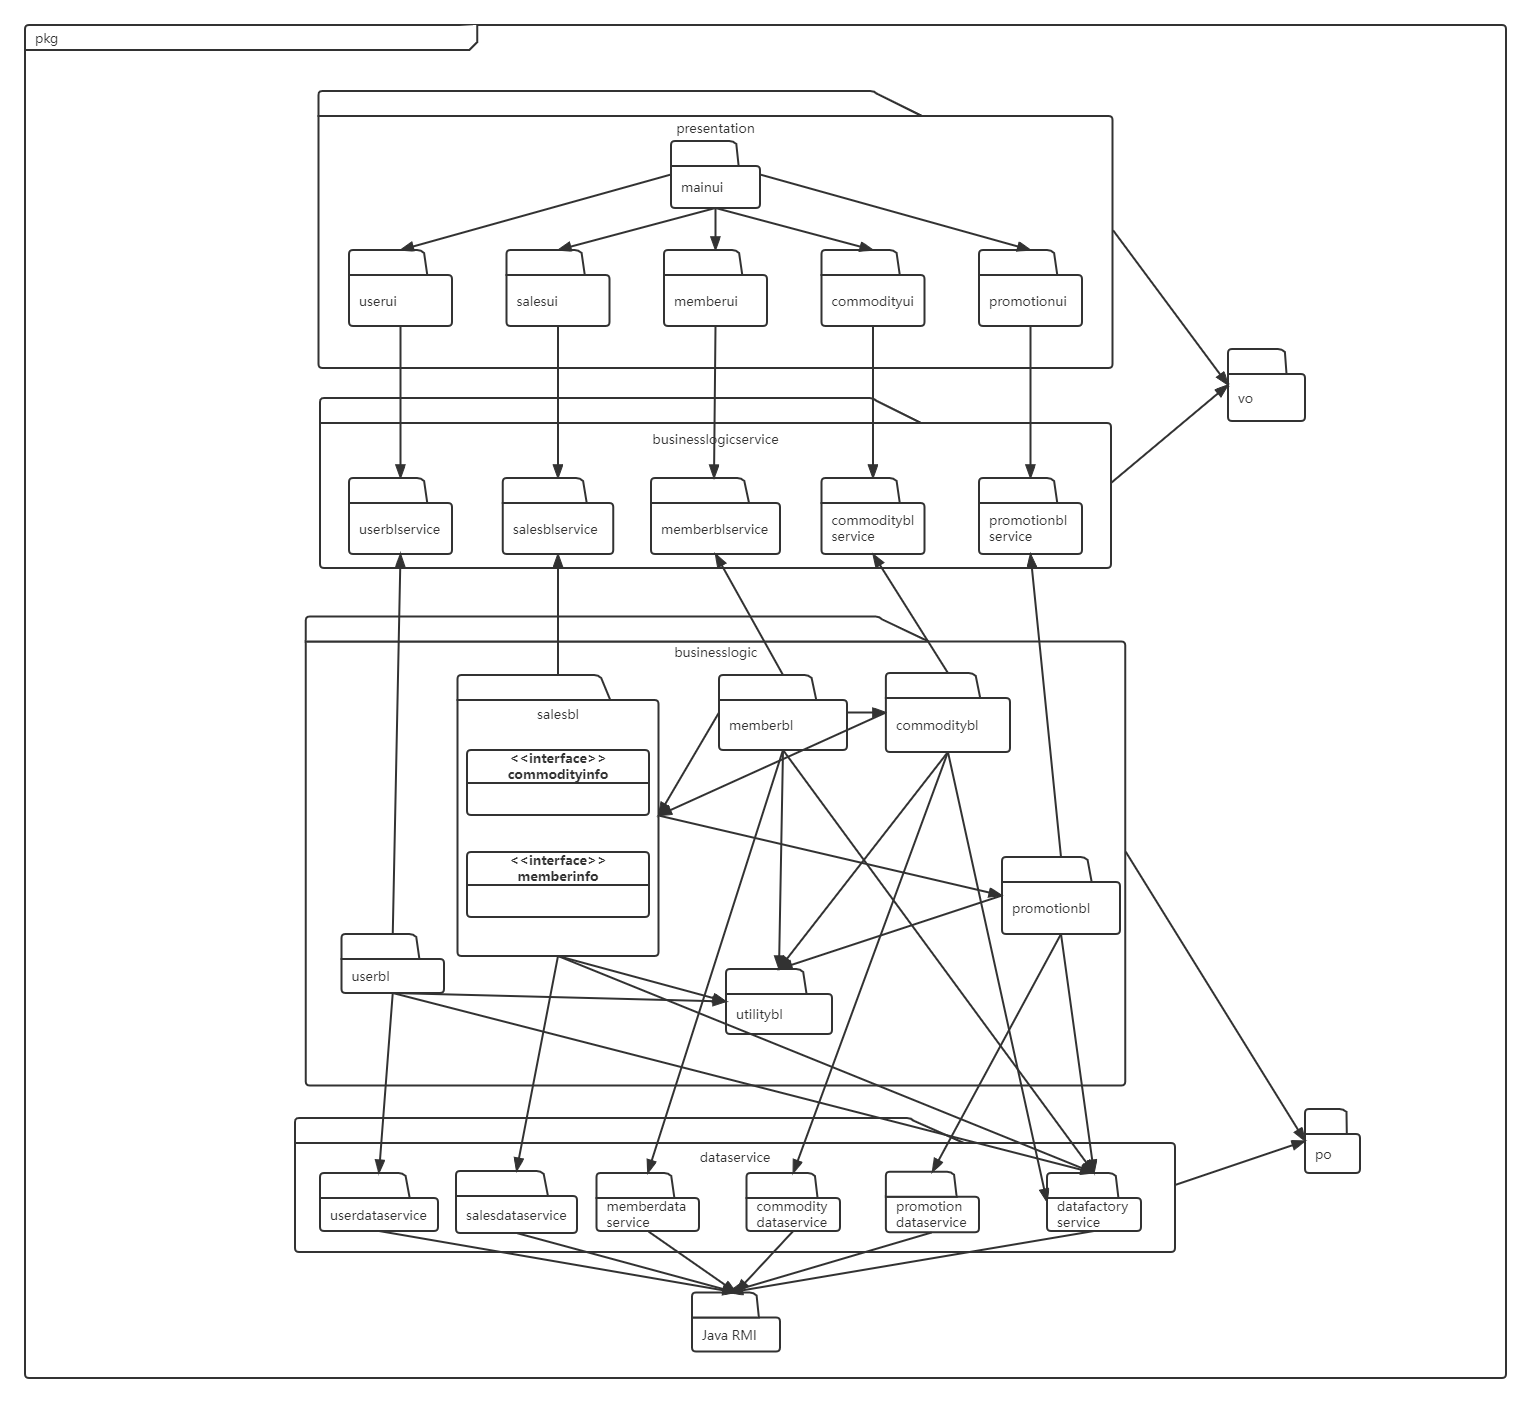 pkg
presentation
mainui
userui
salesui
memberui
commodityui
promotionui
vo
businesslogicservice
userblservice
salesblservice
memberblservice
commoditybl
service
promotionbl
service
businesslogic
salesbl
<<interface>>
commodityinfo
<<interface>>
memberinfo
memberbl
commoditybl
promotionbl
userbl
utilitybl
po
dataservice
userdataservice
salesdataservice
memberdata
service
commodity
dataservice
promotion
dataservice
datafactory
service
Java RMI